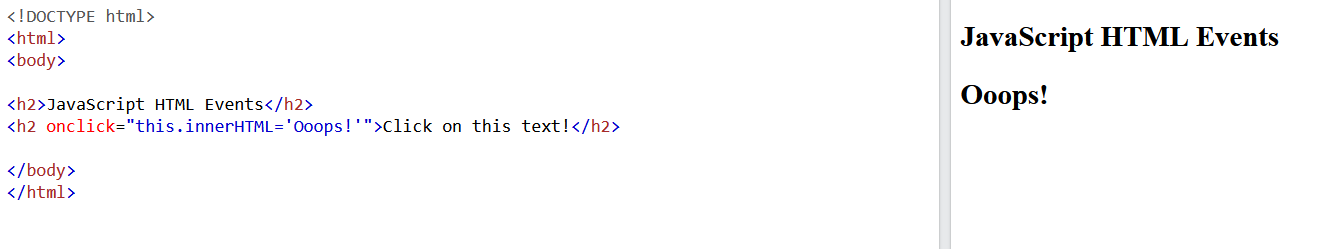 <!DOCTYPE html>
<html>
<body>
<h2>JavaScript HTML Events</h2>
<h2 onclick="this.innerHTML='Ooops!'">Click on this text!</h2>
</body>
</html>
JavaScript HTML Events
Ooops!